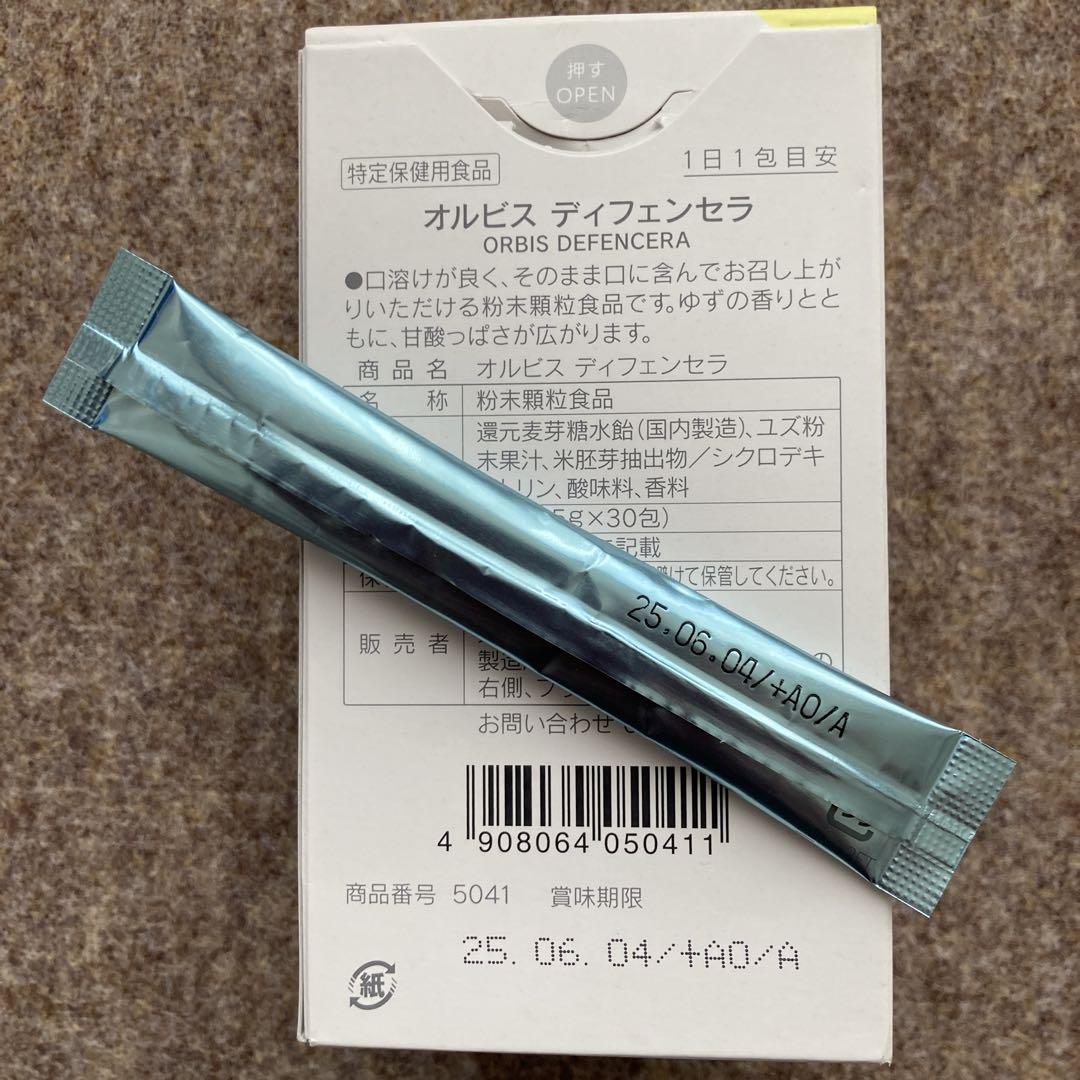 押す
OPEN
特定保健用食品
1日1包目安
オルビス ディフェンセラ
ORBIS DEFENCERA
●口溶けが良く、そのまま口に含んでお召し上が
りいただける粉末顆粒食品です。ゆずの香りとと
もに、甘酸っぱさが広がります。
商品名 オルビス ディフェンセラ
名称 粉末顆粒食品
還元麦芽糖水飴（国内製造）、ユズ粉
末果汁、米胚芽抽出物／シクロデキ
トリン、酸味料、香料
5g×30包）
記載
避けて保管してください。
販売者
製造
の
右側、
お問い合わせ
25.06.04/+A0/A
4 908064 050411
商品番号 5041 賞味期限
25.06.04/+A0/A
紙